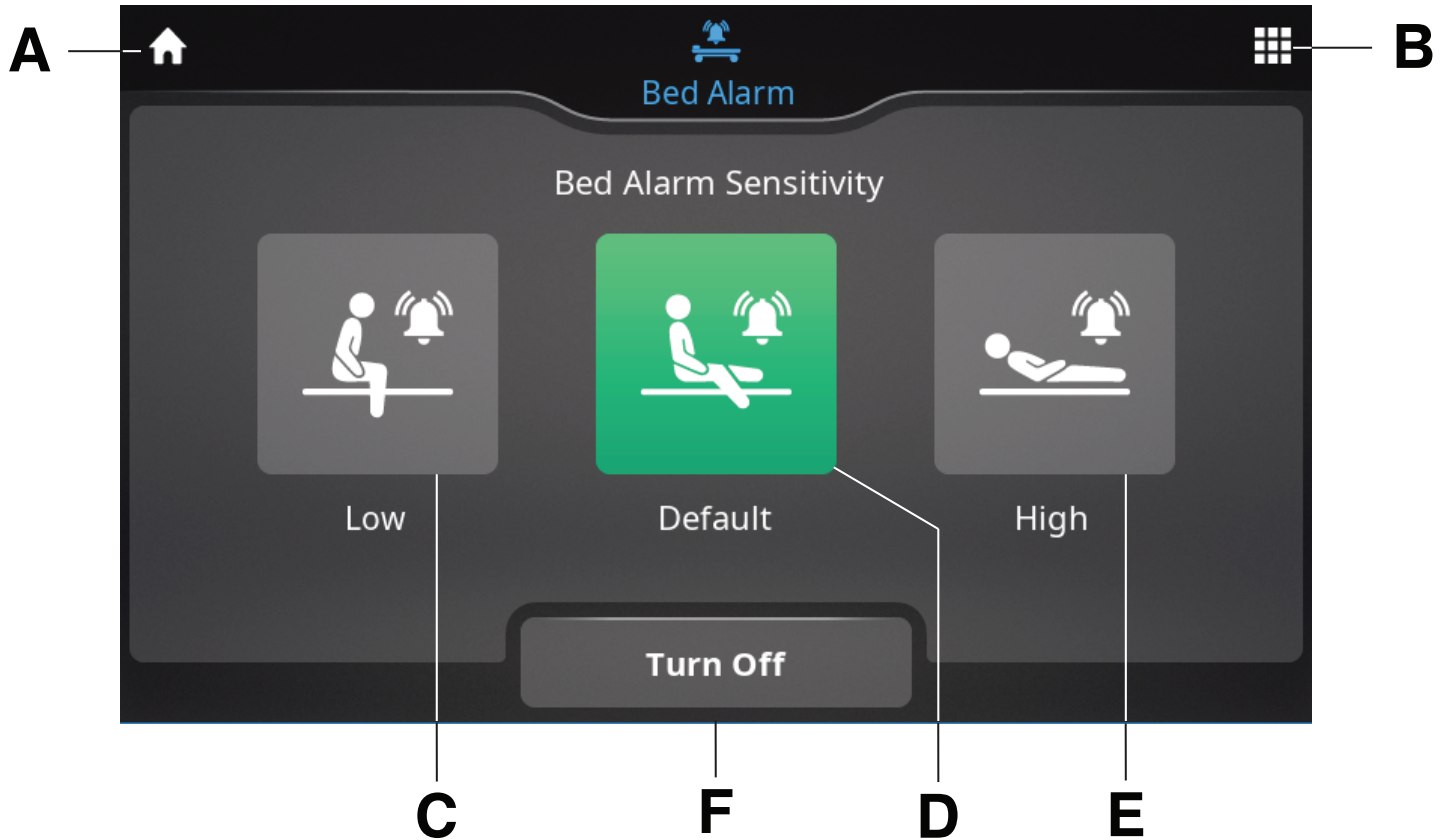 A
B
Bed Alarm
Bed Alarm Sensitivity
Low
Default
High
Turn Off
C
F
D
E